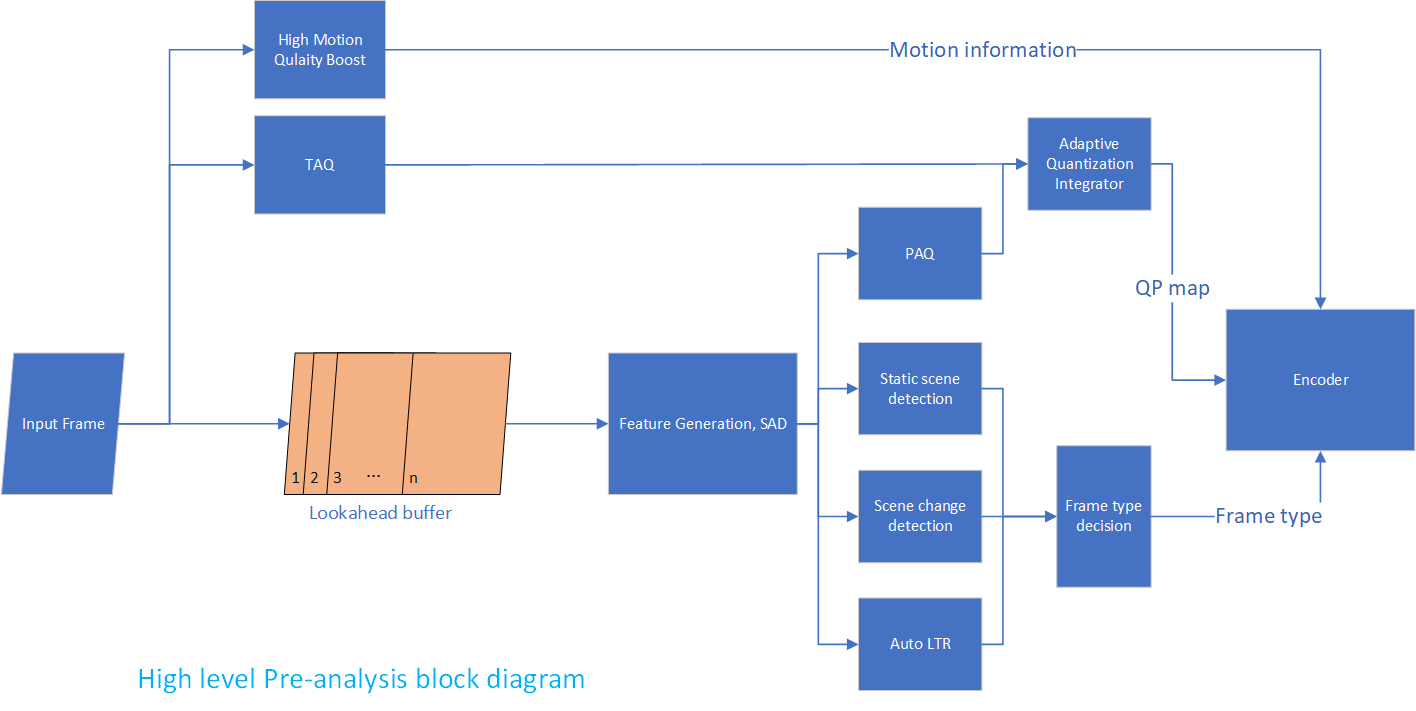 High Motion
Qulaity Boost
Motion information
TAQ
Adaptive
Quantization
Integrator
PAQ
QP map
Input Frame
1 2 3 ... n
Lookahead buffer
Feature Generation, SAD
Static scene
detection
Encoder
Scene change
detection
Frame type
decision
Frame type
Auto LTR
High level Pre-analysis block diagram